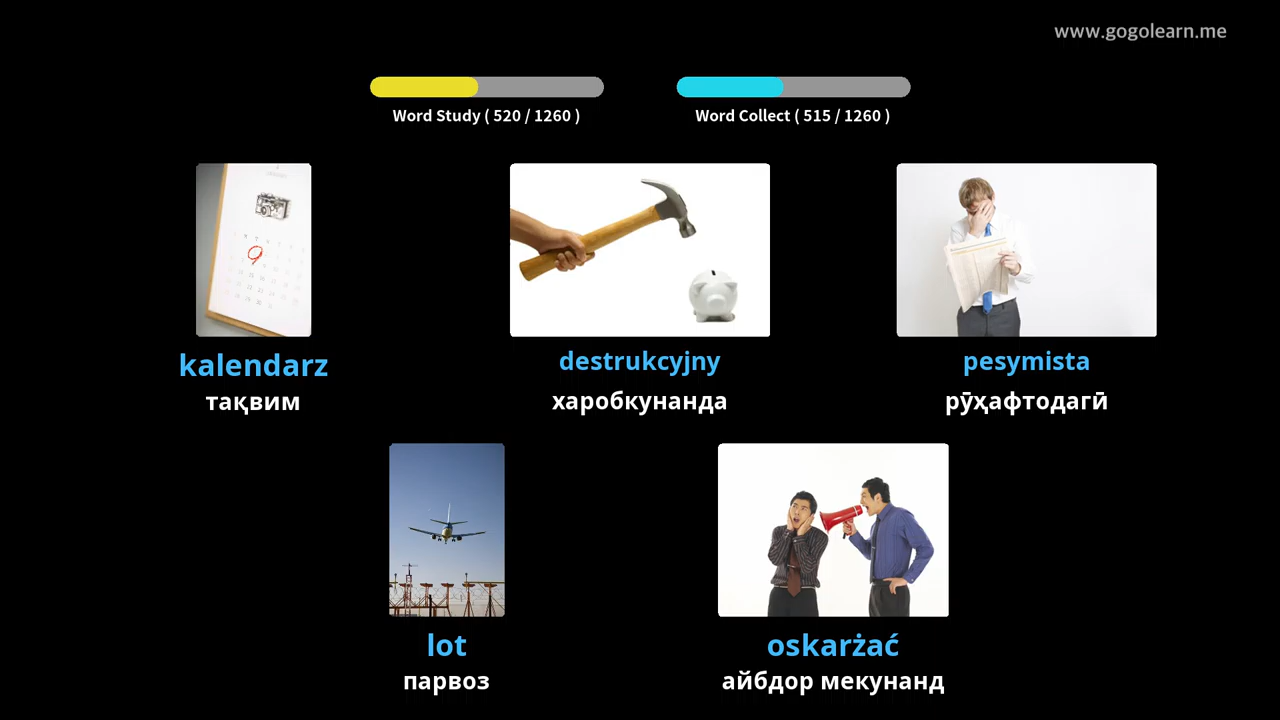 www.gogolearn.me
Word Study ( 520 / 1260 )
Word Collect ( 515 / 1260 )
kalendarz
тақвим
destrukcyjny
харобкунанда
pesymista
рӯҳафтодагӣ
lot
парвоз
oskarżać
айбдор мекунанд